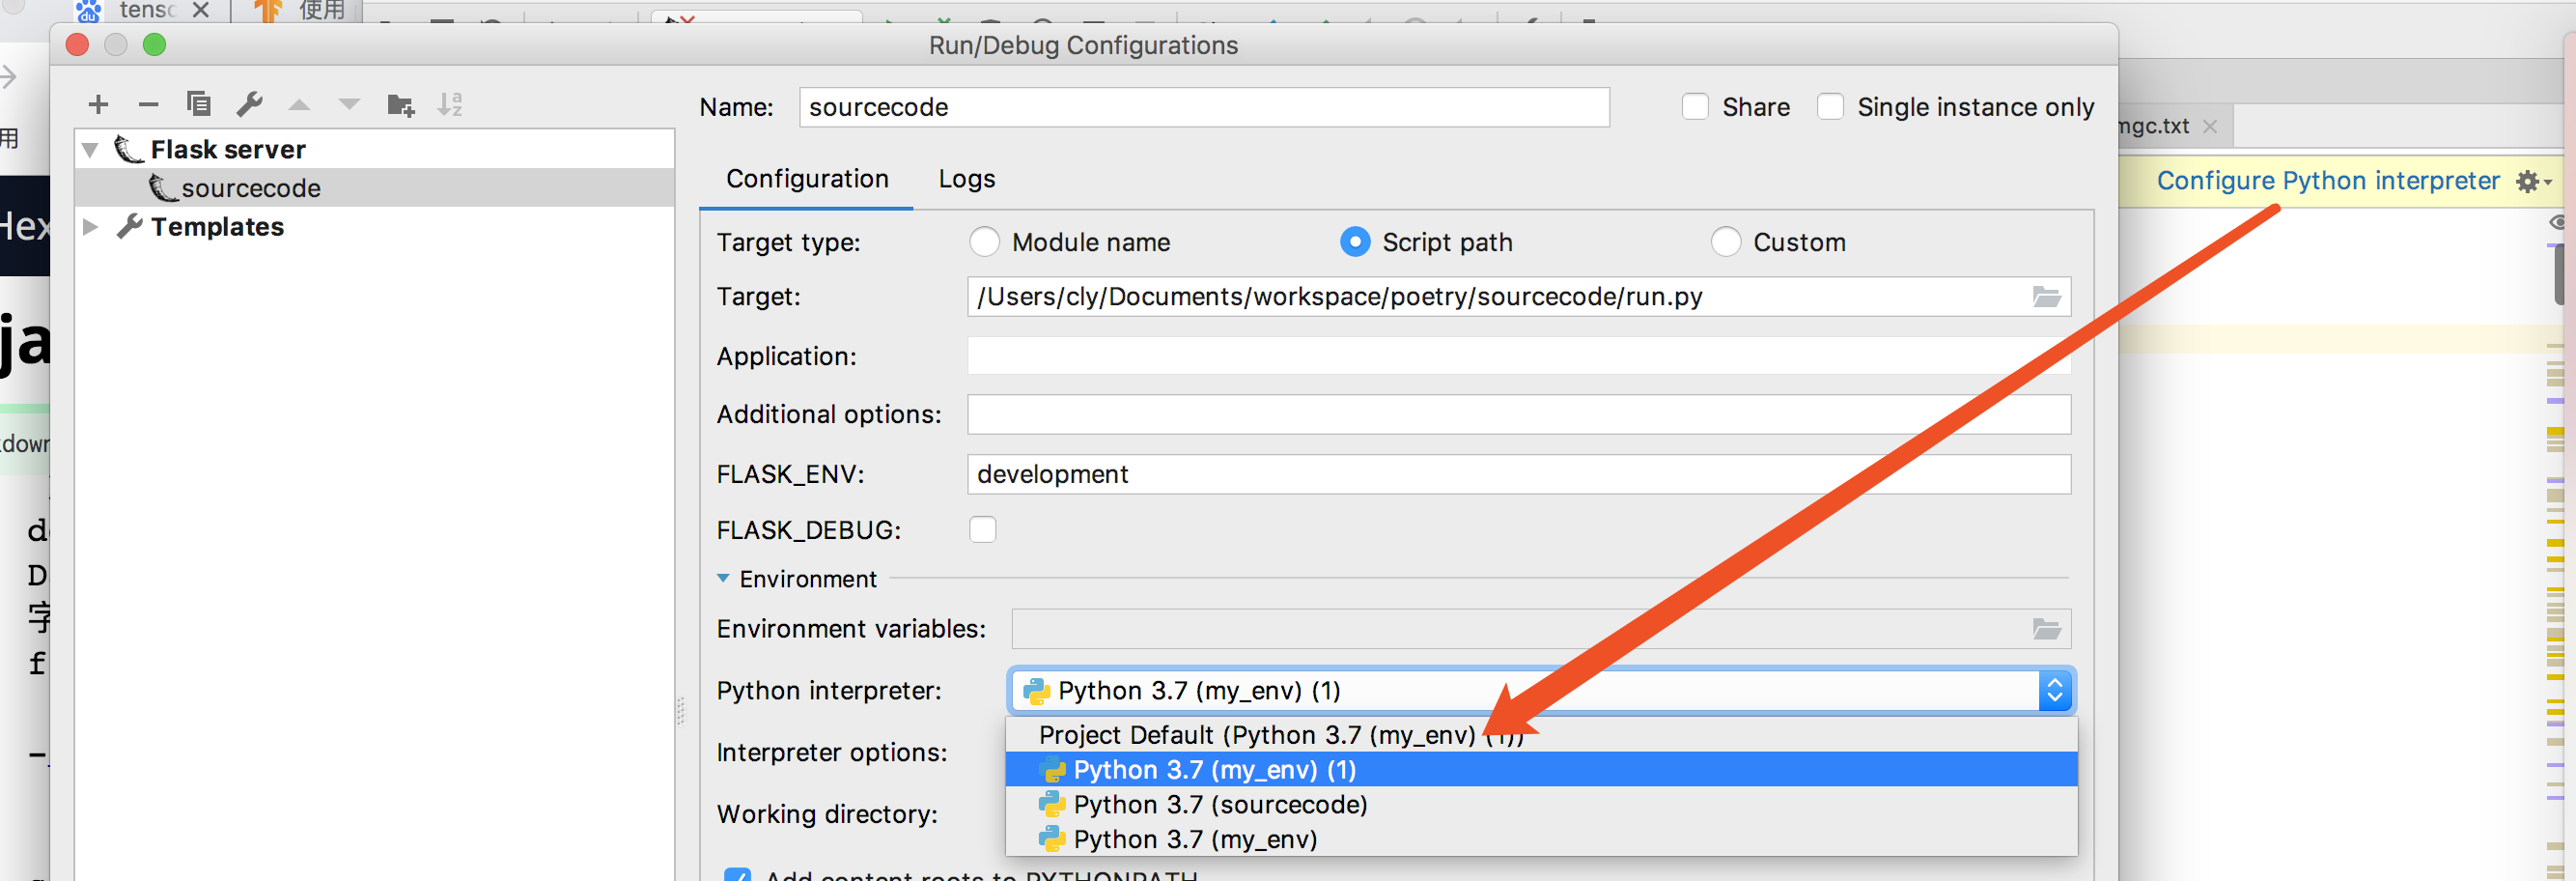 使用
Run/Debug Configurations
Name: sourcecode
Share
Single instance only
mgc.txt
用
Flask server
sourcecode
Templates
Configuration
Logs
Configure Python interpreter
Hex
Target type:
Module name
Script path
Custom
Target:
/Users/cly/Documents/workspace/poetry/sourcecode/run.py
ja
Application:
Additional options:
FLASK_ENV:
development
FLASK_DEBUG:
D
字
f
Environment
Environment variables:
Python interpreter:
Python 3.7 (my_env) (1)
Project Default (Python 3.7 (my_env) (1))
Interpreter options:
Python 3.7 (my_env) (1)
Python 3.7 (sourcecode)
Working directory:
Python 3.7 (my_env)
Add content roots to PYTHONPATH